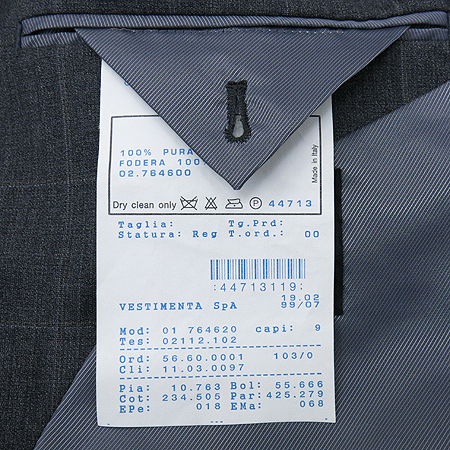 100% PURA
FODERA 100%
02.764600
Made in Italy
Dry clean only P 44713
Taglia: Tg.Prd:
Statura: Reg T.ord.: 00
:44713119:
19.02
VESTIMENTA SpA 99/07
Mod: 01 764620 capi: 9
Tes: 02112.102
Ord: 56.60.0001 103/0
Cli: 11.03.0097
Pia: 10.763 Bol: 55.666
Cot: 234.505 Par: 425.279
EPe: 018 EMa: 068